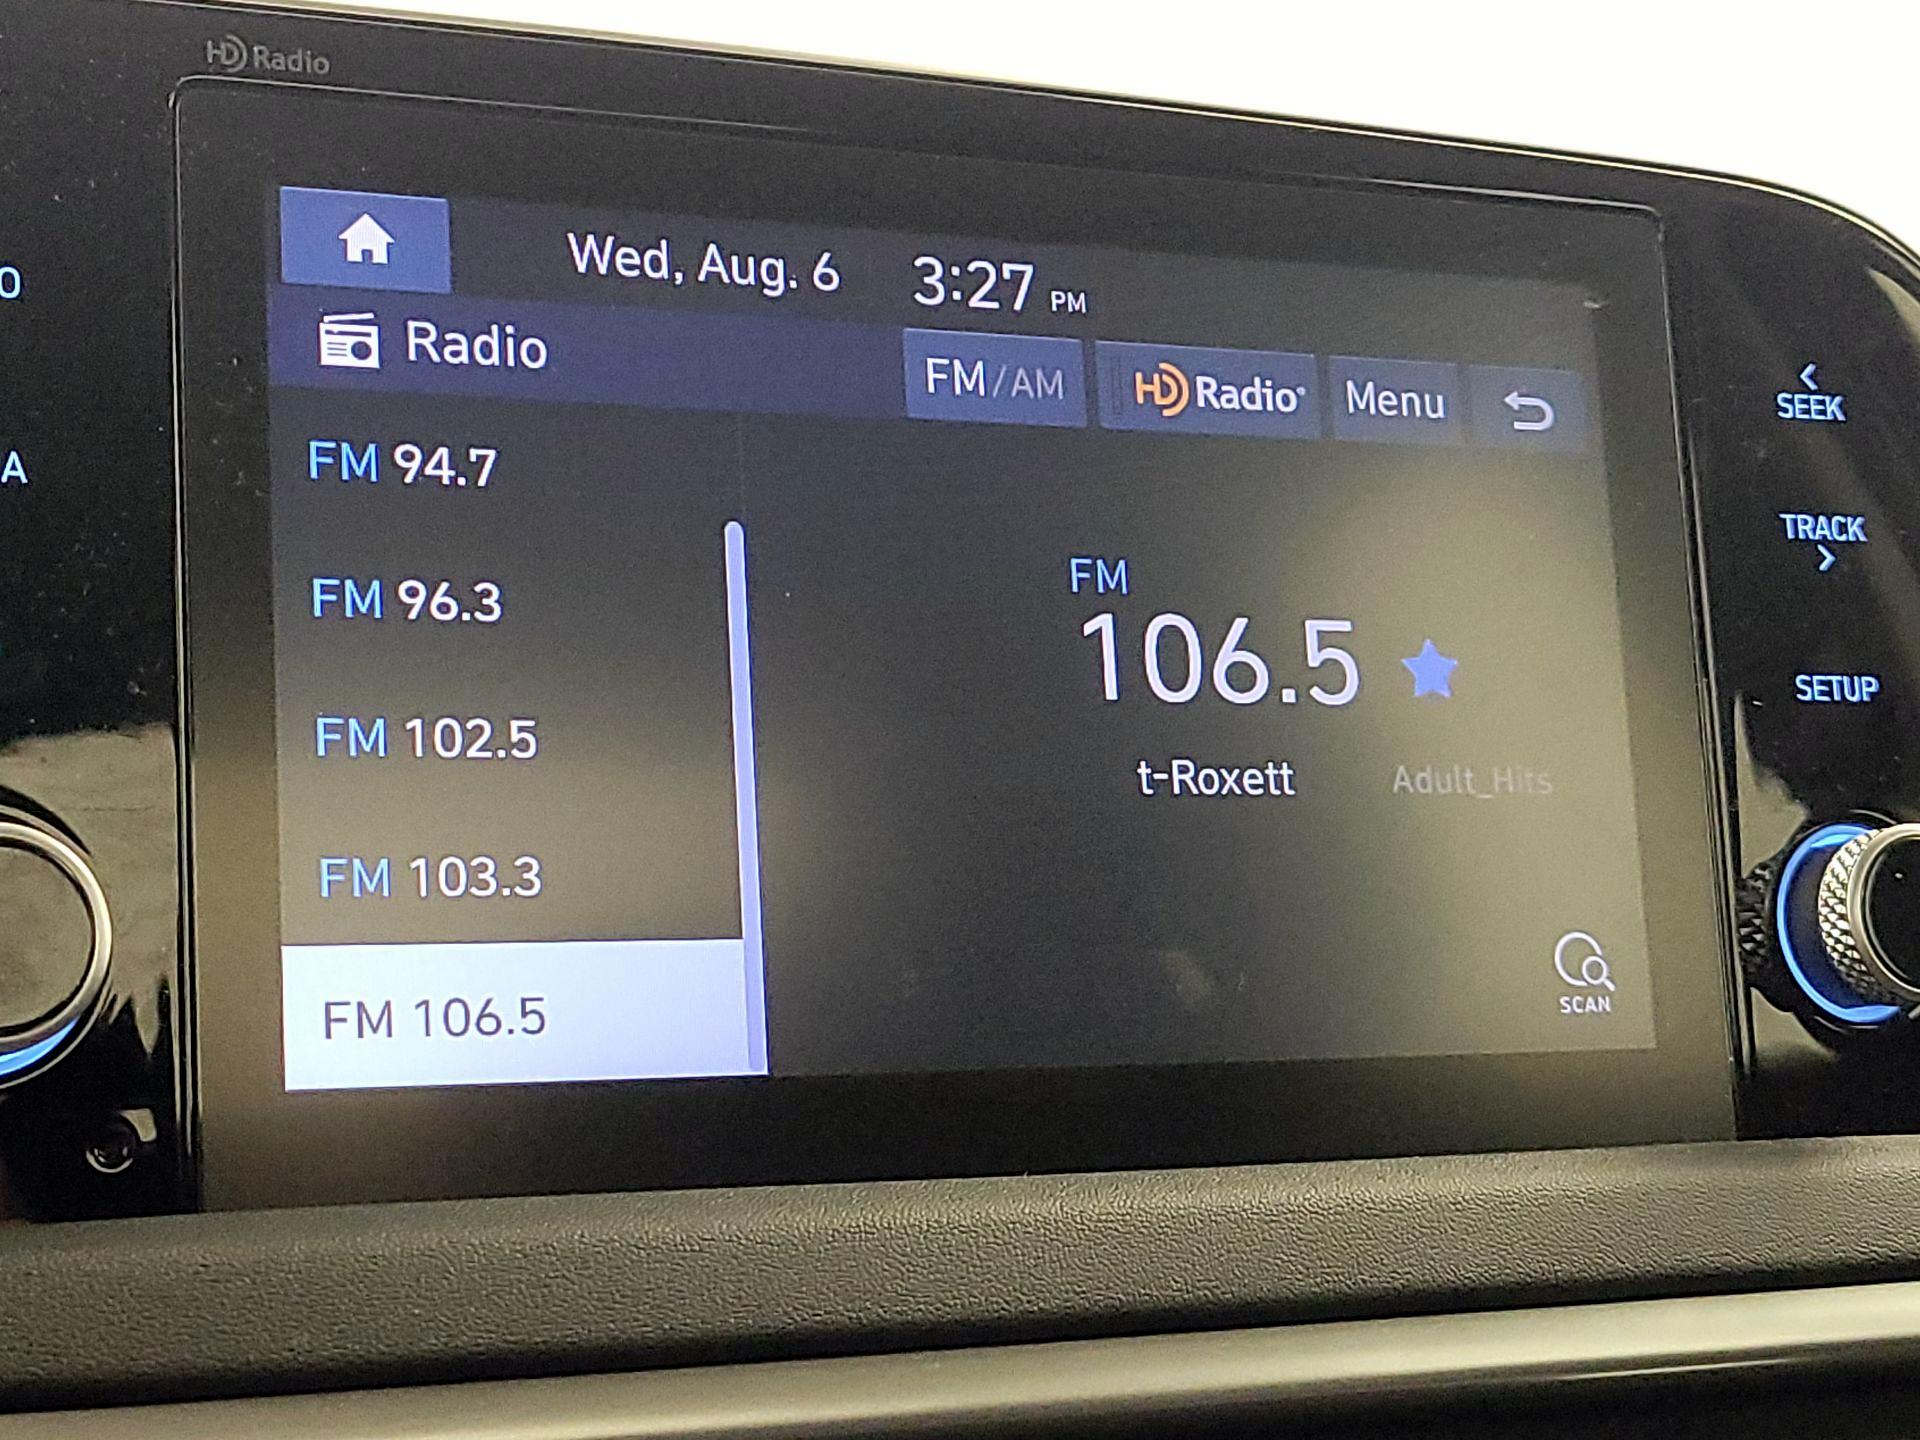 HD Radio
Wed, Aug. 6 3:27 PM
Radio
FM/AM HD Radio® Menu
FM 94.7
FM 96.3
FM 102.5
FM 103.3
FM 106.5
FM
106.5
t-Roxett Adult_Hits
SCAN
O
A
SEEK
TRACK
SETUP